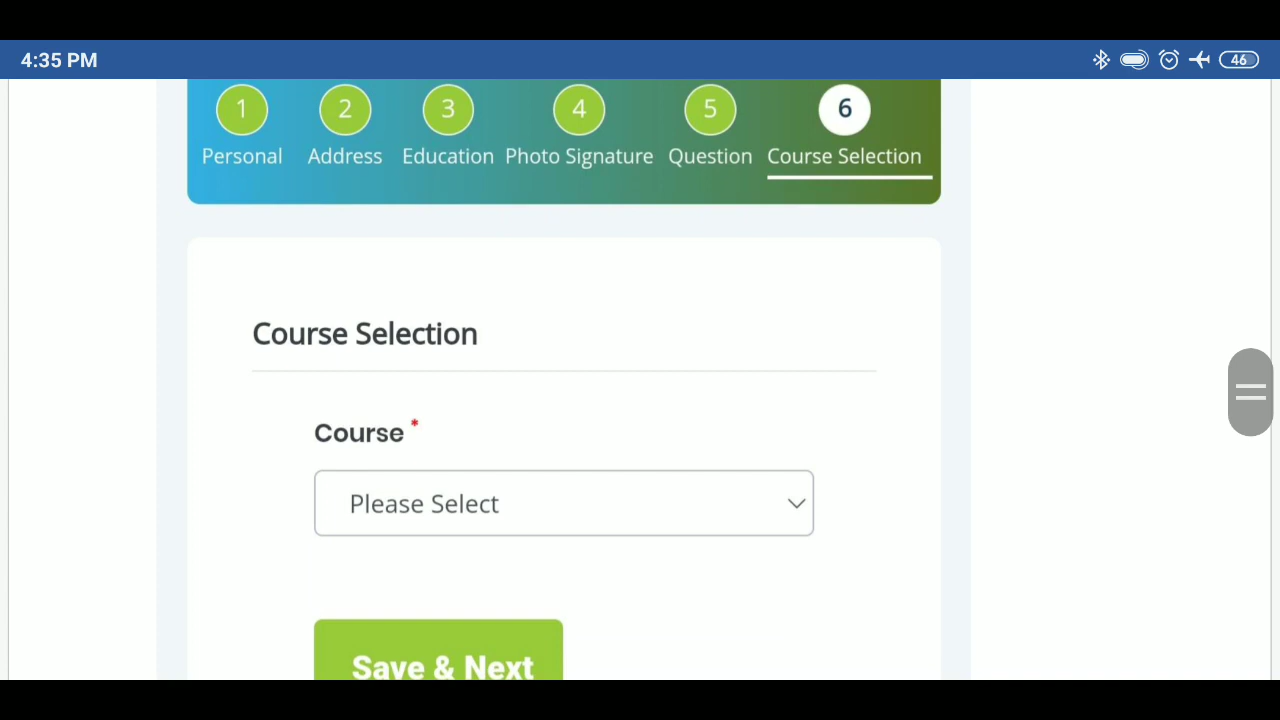 4:35 PM
46
1 2 3 4 5 6
Personal Address Education Photo Signature Question Course Selection
Course Selection
Course *
Please Select
Save & Next